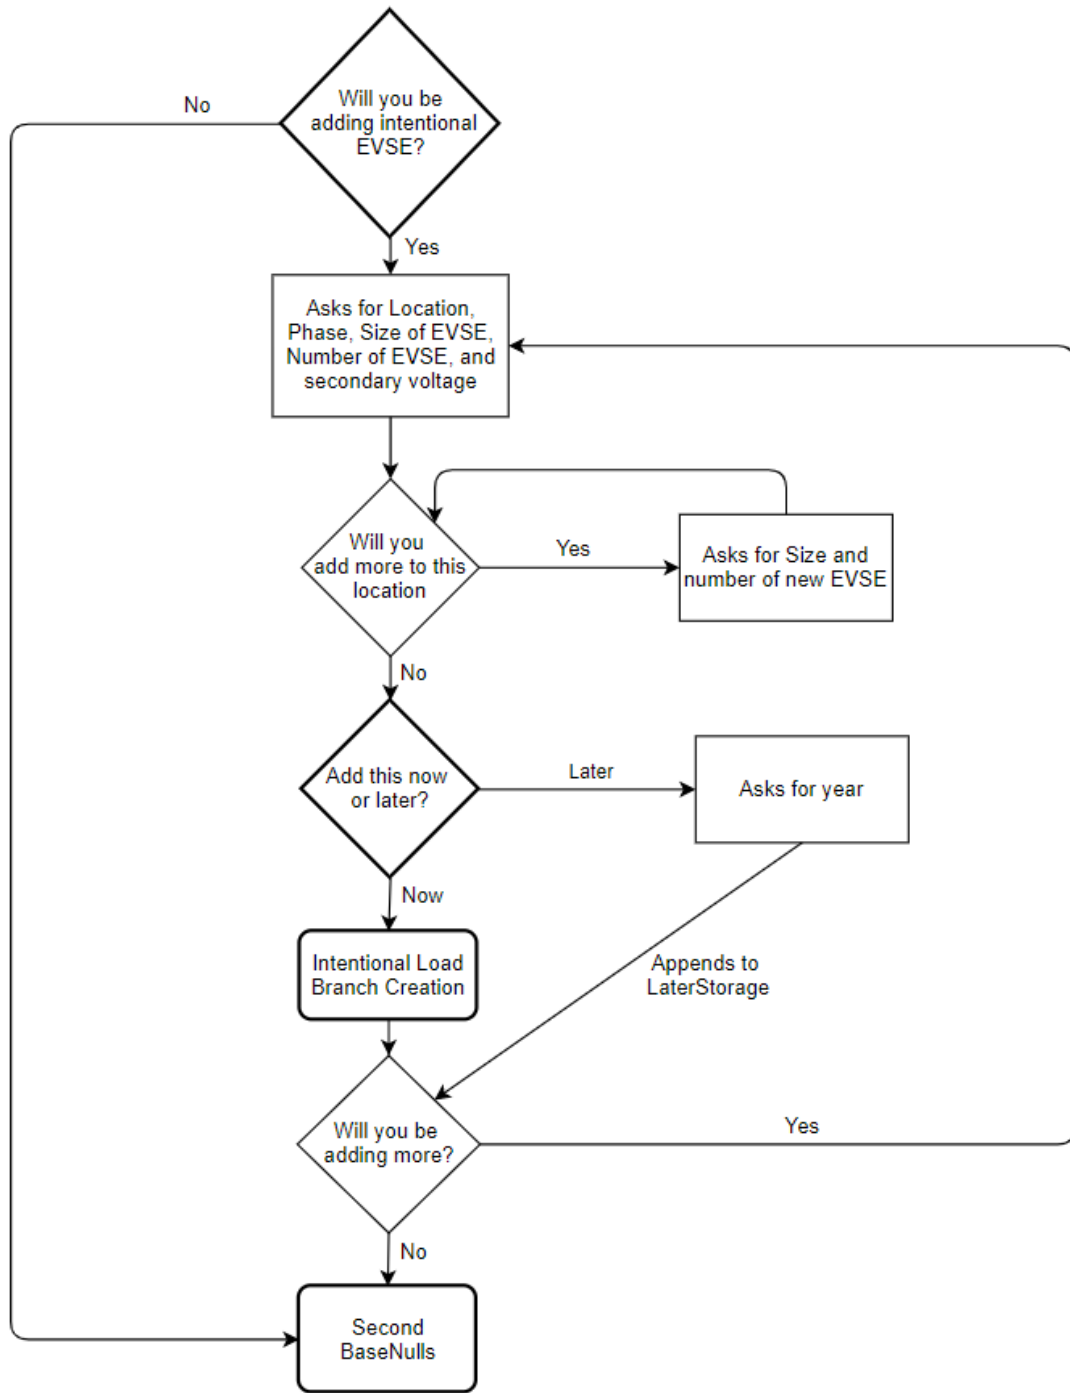 Will you be
adding intentional
EVSE?
No
Yes
Asks for Location,
Phase, Size of EVSE,
Number of EVSE, and
secondary voltage
Will you
add more to this
location
Yes
Asks for Size and
number of new EVSE
No
Add this now
or later?
Later
Asks for year
Now
Intentional Load
Branch Creation
Appends to
LaterStorage
Will you be
adding more?
Yes
No
Second
BaseNulls